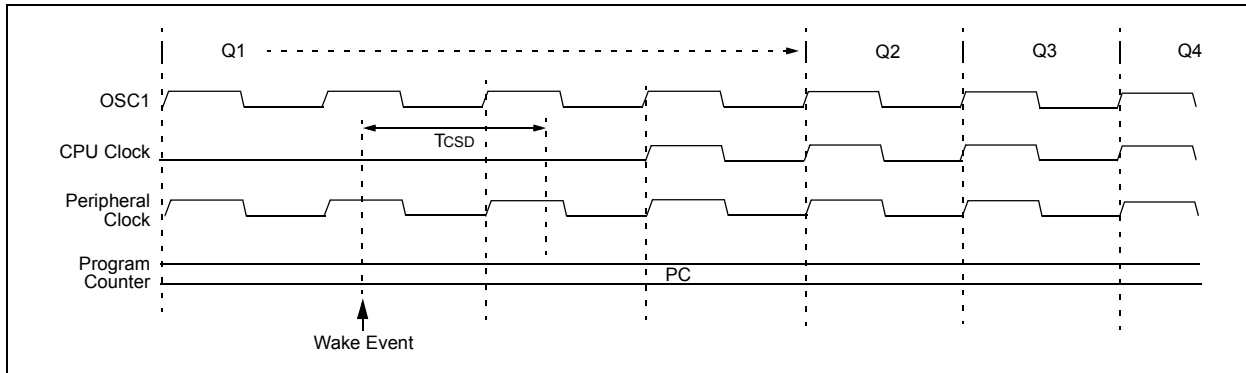 Q1 Q2 Q3 Q4
OSC1
TCSD
CPU Clock
Peripheral
Clock
Program
Counter
PC
Wake Event